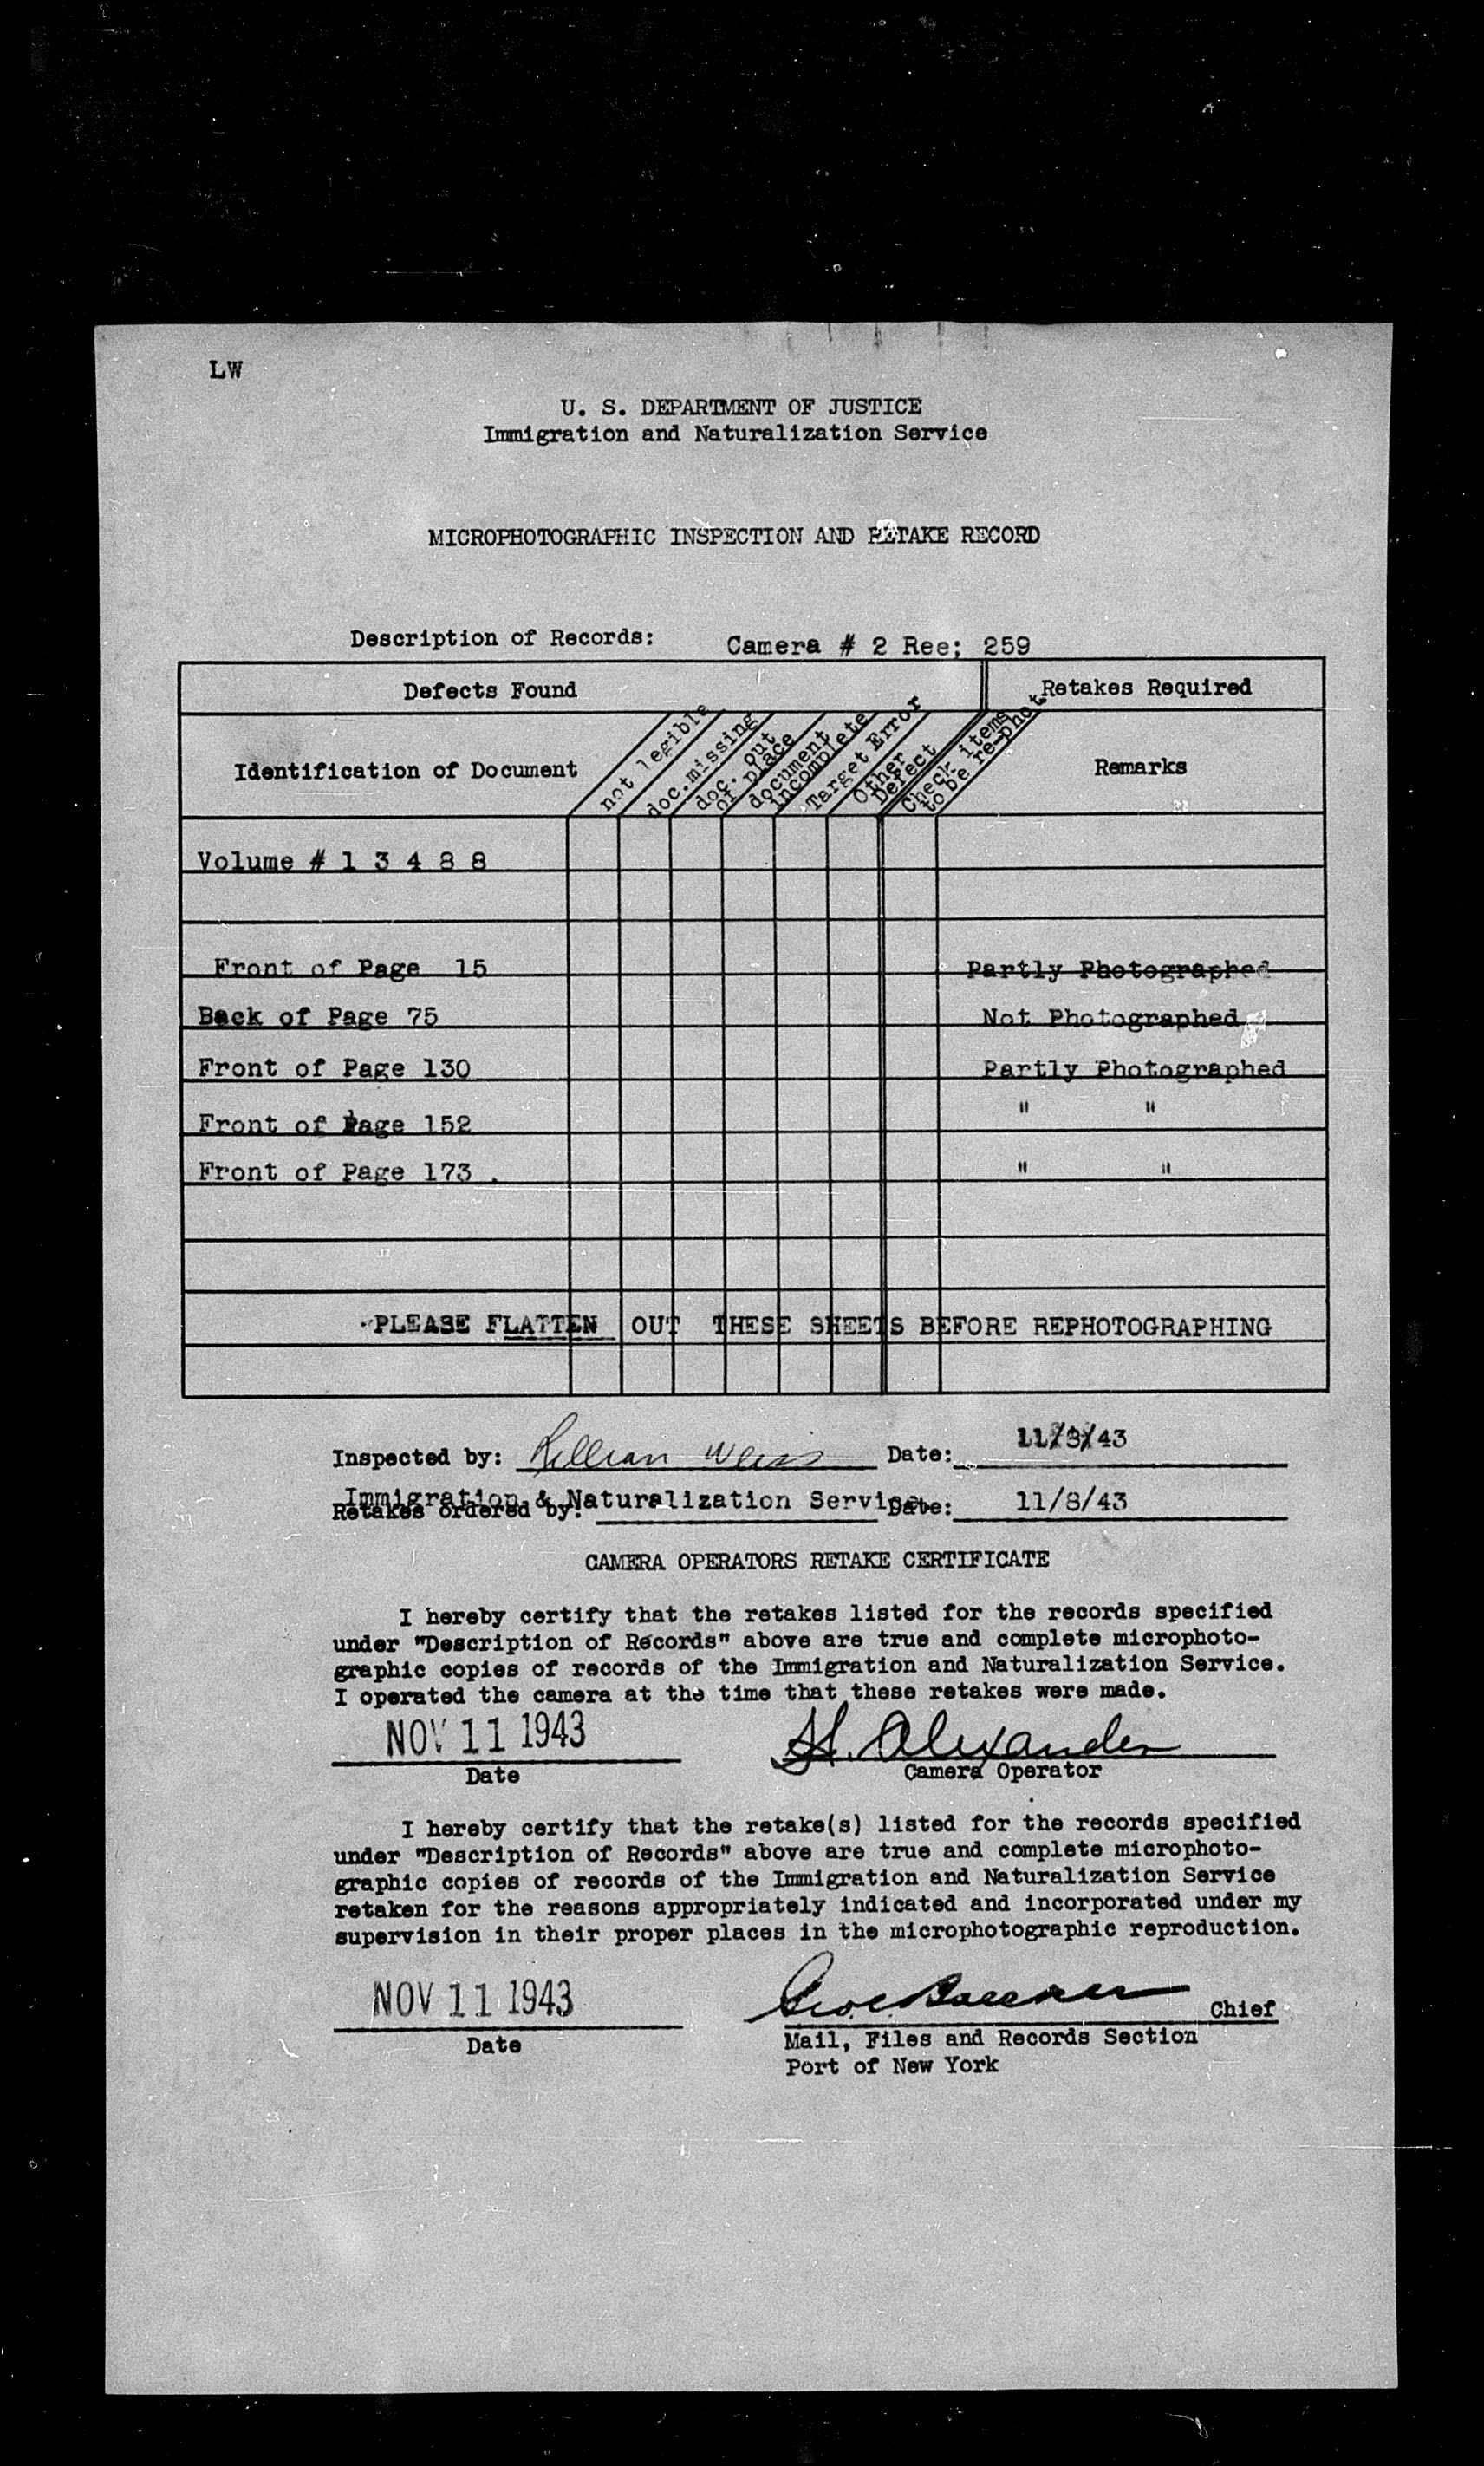 LW
U. S. DEPARTMENT OF JUSTICE
Immigration and Naturalization Service
MICROPHOTOGRAPHIC INSPECTION AND RETAKE RECORD
Description of Records: Camera # 2 Ree; 259
Defects Found Retakes Required
Identification of Document
not legible
doc.missing
doc. out
of place
document
incomplete
Target Error
Other
Defect
Check items
to be re-phot.
Remarks
Volume # 1 3 4 8 8
Front of Page 15 Partly Photographed
Back of Page 75 Not Photographed
Front of Page 130 Partly Photographed
Front of Page 152 " "
Front of Page 173 . " "
PLEASE FLATTEN OUT THESE SHEETS BEFORE REPHOTOGRAPHING
Inspected by: Lillian Weiss Date: 11/8/43
Immigration & Naturalization Service
Retakes ordered by: Date: 11/8/43
CAMERA OPERATORS RETAKE CERTIFICATE
I hereby certify that the retakes listed for the records specified
under "Description of Records" above are true and complete microphoto-
graphic copies of records of the Immigration and Naturalization Service.
I operated the camera at the time that these retakes were made.
NOV 11 1943 H. Alexander
Date Camera Operator
I hereby certify that the retake(s) listed for the records specified
under "Description of Records" above are true and complete microphoto-
graphic copies of records of the Immigration and Naturalization Service
retaken for the reasons appropriately indicated and incorporated under my
supervision in their proper places in the microphotographic reproduction.
NOV 11 1943 Chief
Date Mail, Files and Records Section
Port of New York